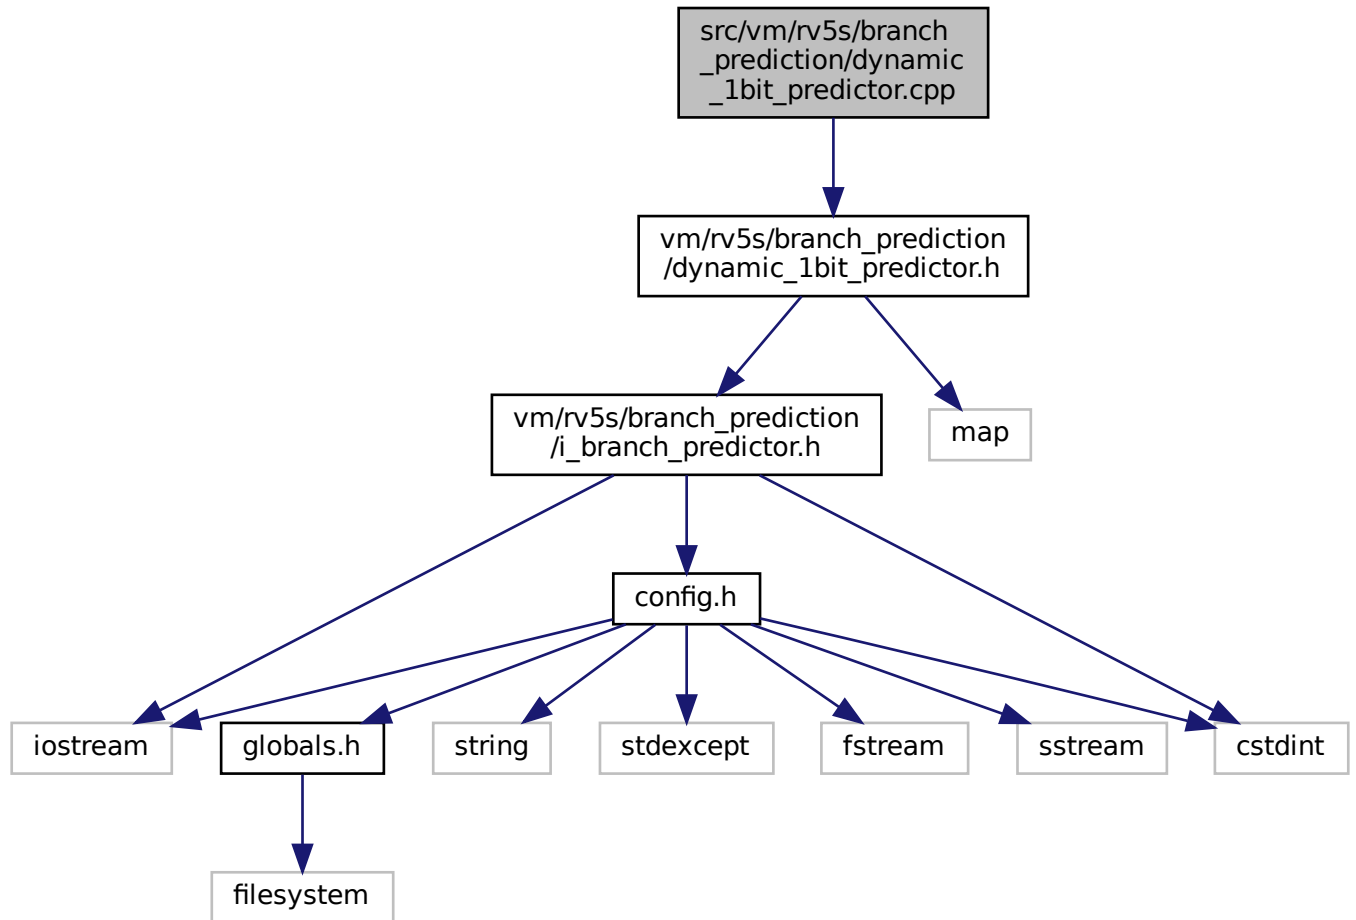 src/vm/rv5s/branch
_prediction/dynamic
_1bit_predictor.cpp
vm/rv5s/branch_prediction
/dynamic_1bit_predictor.h
vm/rv5s/branch_prediction
/i_branch_predictor.h
map
config.h
iostream
globals.h
string
stdexcept
fstream
sstream
cstdint
filesystem